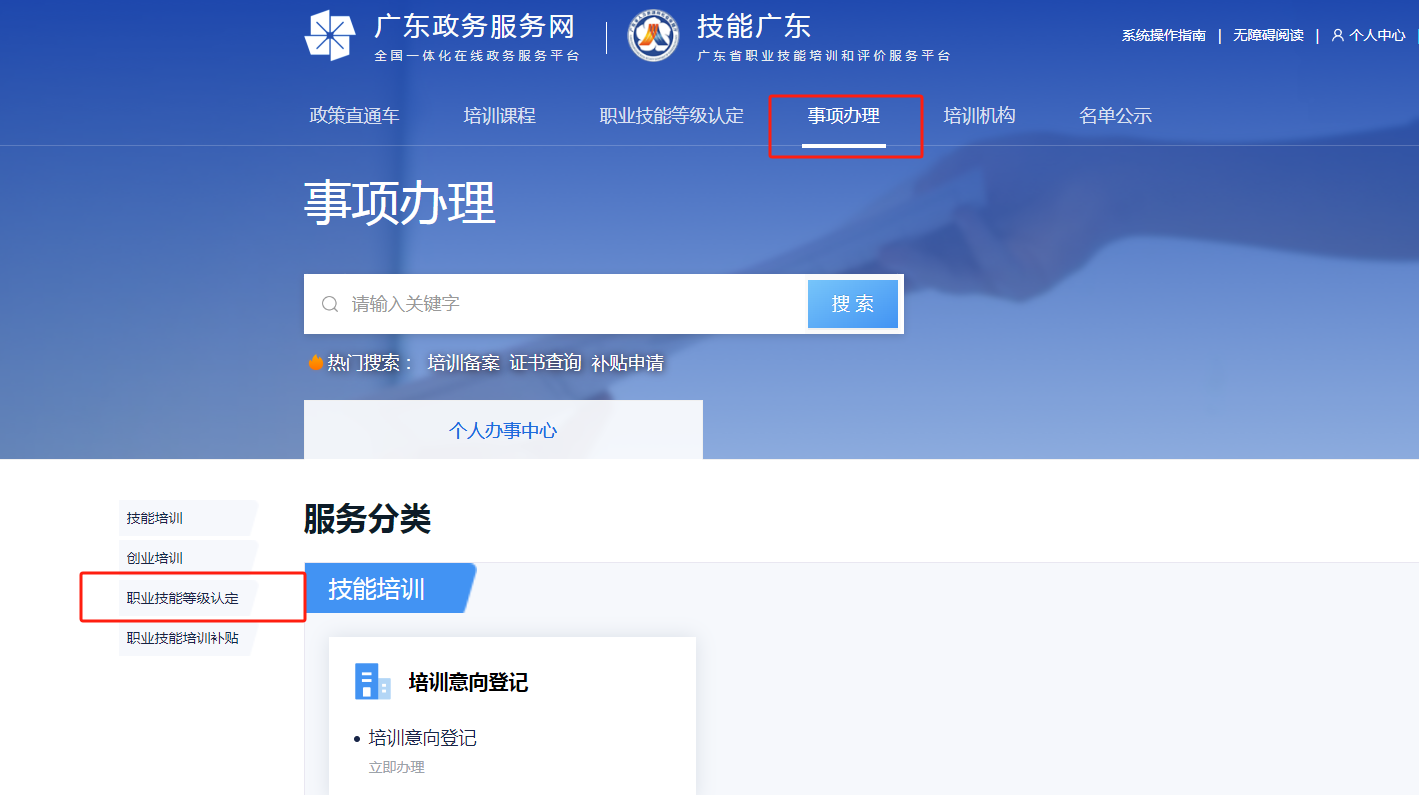 广东政务服务网
全国一体化在线政务服务平台
技能广东
广东省职业技能培训和评价服务平台
系统操作指南 | 无障碍阅读 | 个人中心
政策直通车 培训课程 职业技能等级认定 事项办理 培训机构 名单公示
事项办理
请输入关键字 搜 索
热门搜索： 培训备案 证书查询 补贴申请
个人办事中心
技能培训
创业培训
职业技能等级认定
职业技能培训补贴
服务分类
技能培训
培训意向登记
• 培训意向登记
立即办理